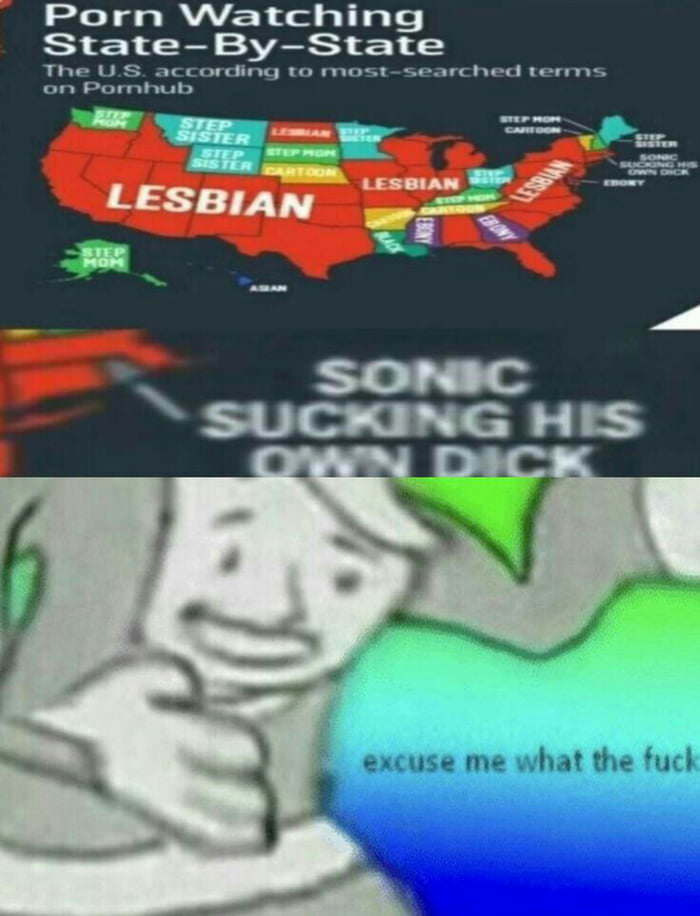 Porn Watching
State-By-State
The U.S. according to most-searched terms
on Pornhub
STEP
MOM
STEP
SISTER
LESBIAN
STEP
SISTER
STEP MOM
CARTOON
STEP
SISTER
STEP
SISTER
STEP MOM
CARTOON
SONIC
SUCKING HIS
OWN DICK
EBONY
LESBIAN
LESBIAN
STEP
SISTER
LESBIAN
STEP MOM
CARTOON
CARTOON
BLACK
EBONY
EBONY
STEP
MOM
ASIAN
SONIC
SUCKING HIS
OWN DICK
excuse me what the fuck